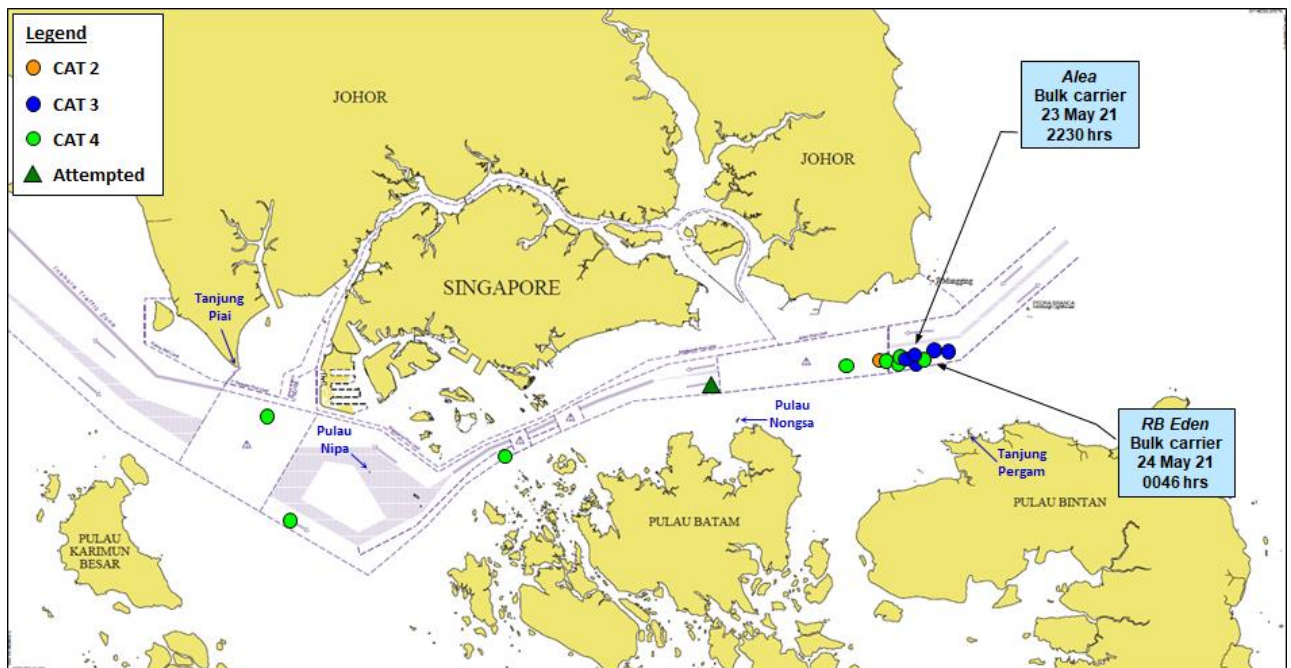 Legend
CAT 2
CAT 3
CAT 4
Attempted
JOHOR
JOHOR
SINGAPORE
Alea
Bulk carrier
23 May 21
2230 hrs
Tanjung
Piai
Pulau
Nipa
Pulau
Nongsa
RB Eden
Bulk carrier
24 May 21
0046 hrs
Tanjung
Pergam
PULAU BINTAN
PULAU BATAM
PULAU
KARIMUN
BESAR